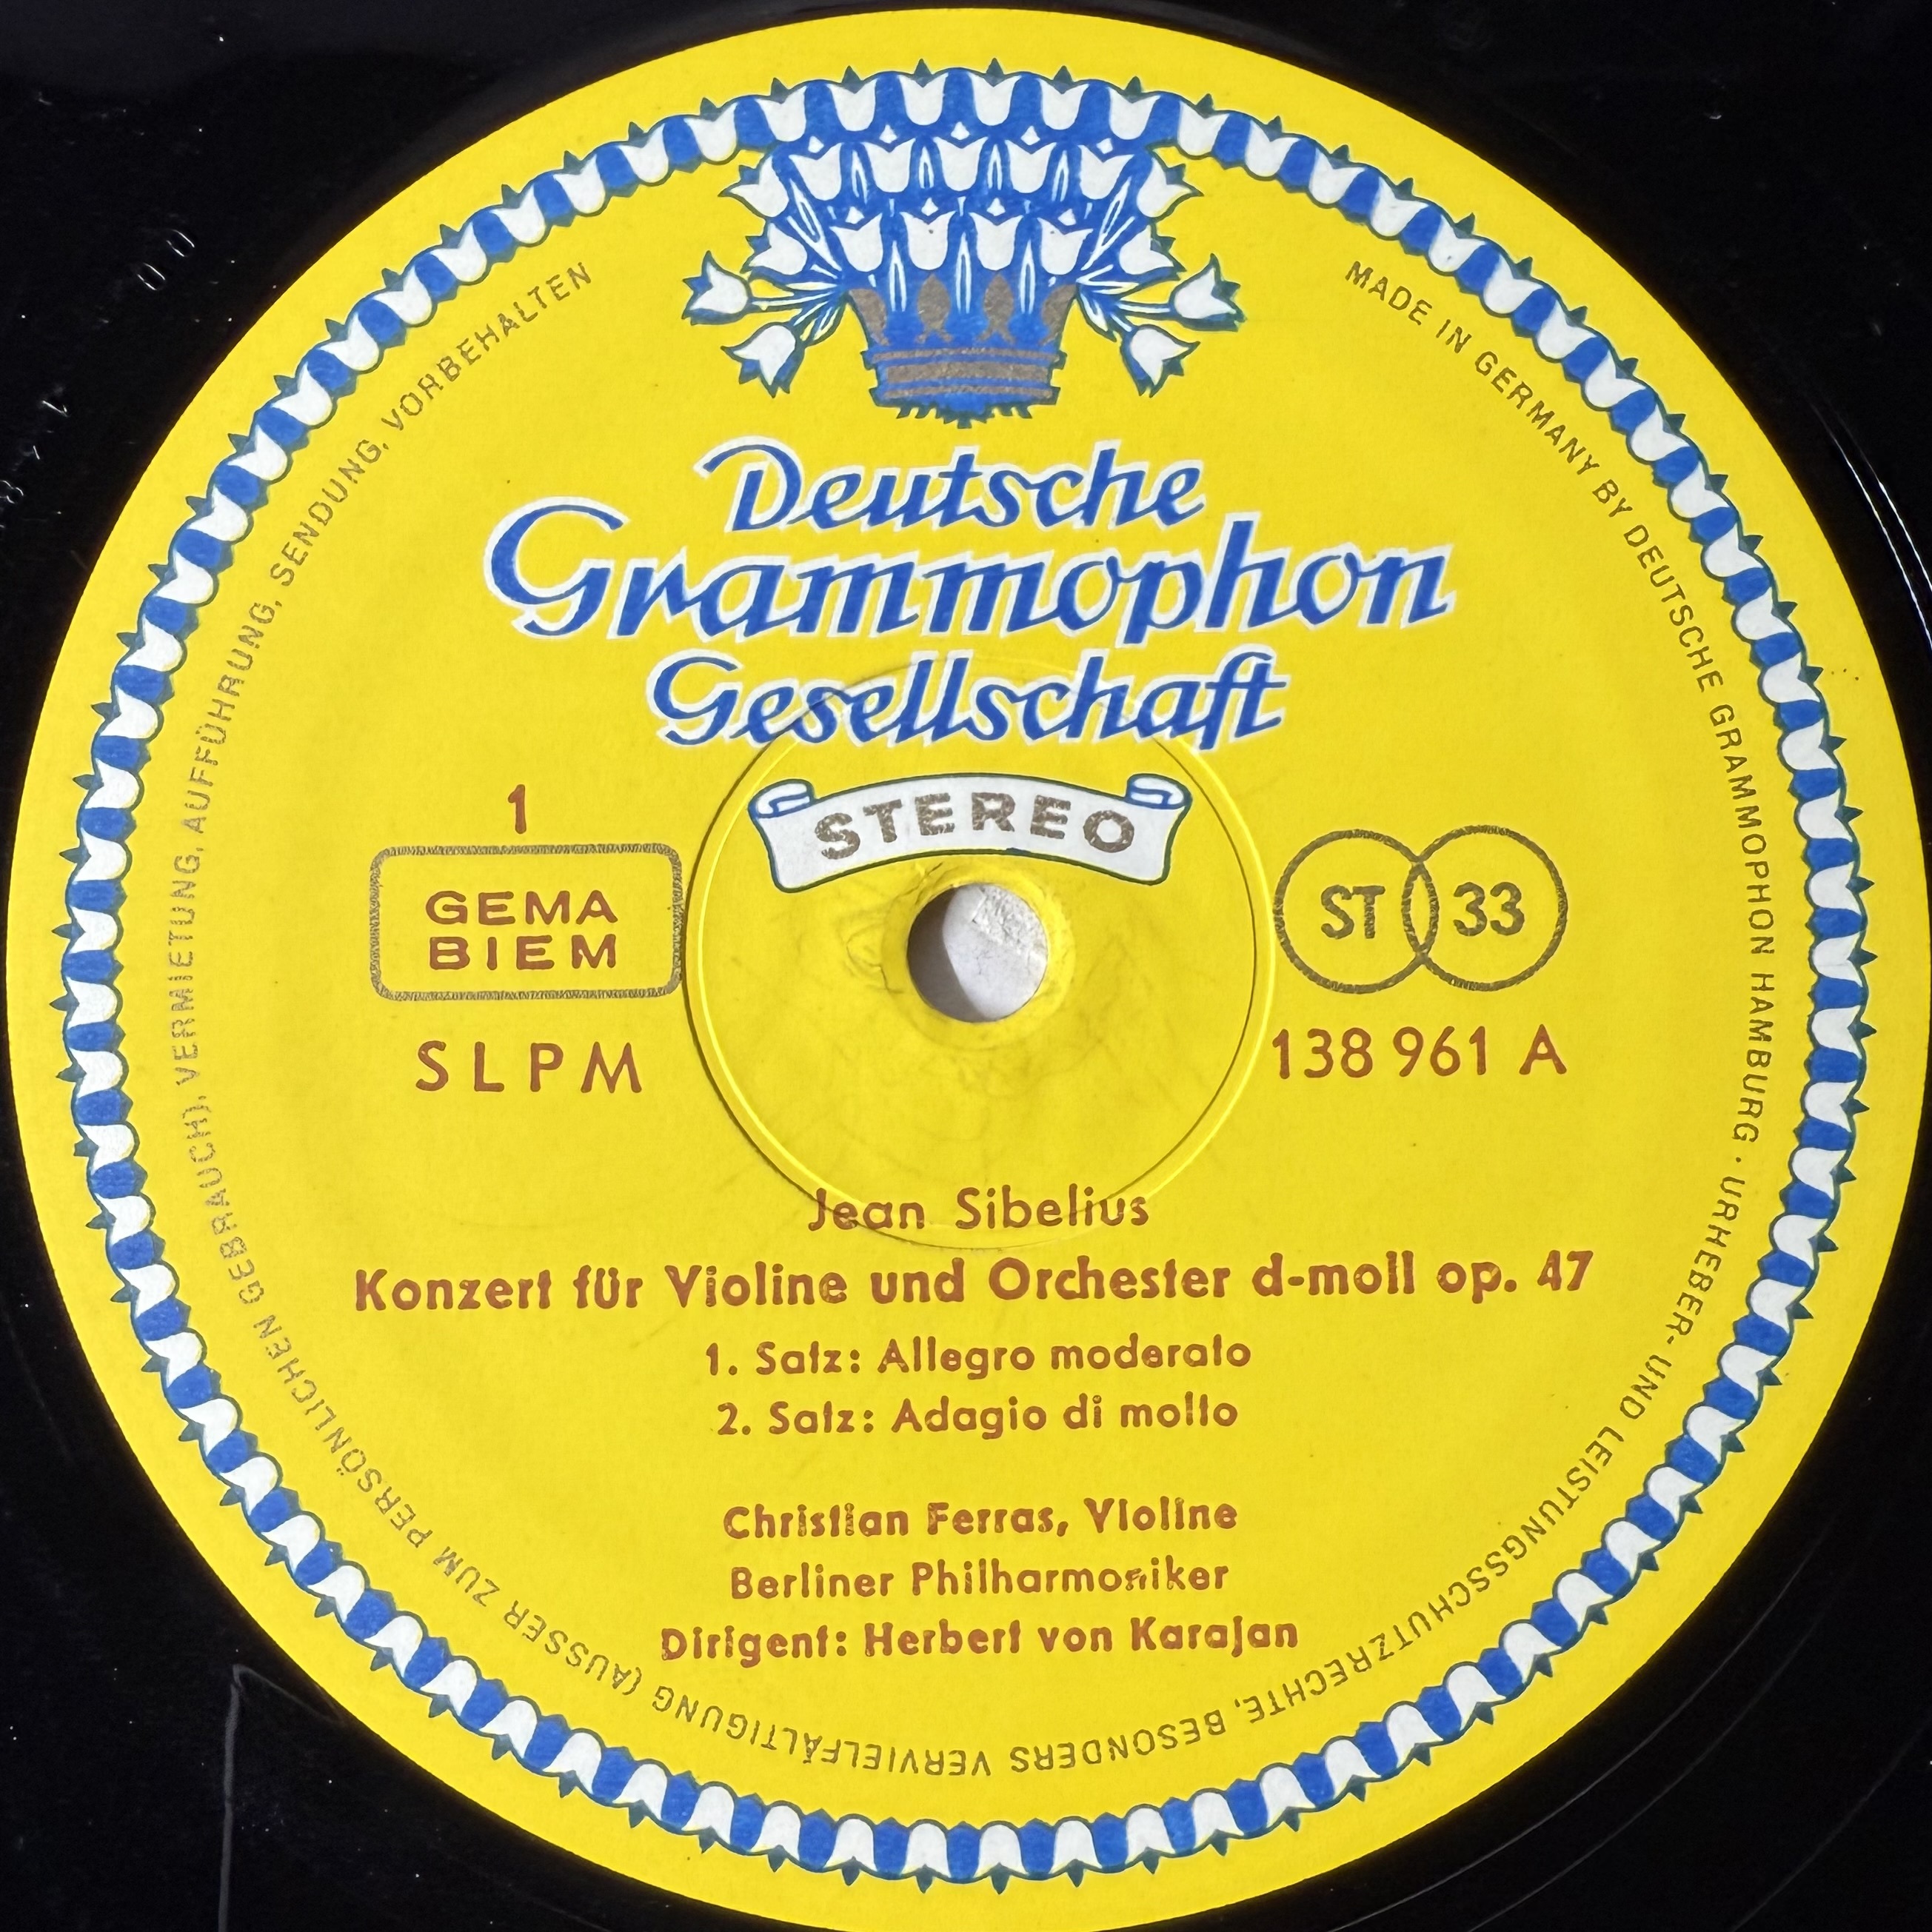 Deutsche
Grammophon
Gesellschaft
STEREO
1
GEMA
BIEM
ST 33
SLPM
138 961 A
Jean Sibelius
Konzert für Violine und Orchester d-moll op. 47
1. Satz: Allegro moderato
2. Satz: Adagio di molto
Christian Ferras, Violine
Berliner Philharmoniker
Dirigent: Herbert von Karajan
MADE IN GERMANY BY DEUTSCHE GRAMMOPHON HAMBURG · URHEBER- UND LEISTUNGSSCHUTZRECHTE, BESONDERS VERVIELFÄLTIGUNG (AUSSER ZUM PERSÖNLICHEN GEBRAUCH), VERMIETUNG, AUFFÜHRUNG, SENDUNG, VORBEHALTEN